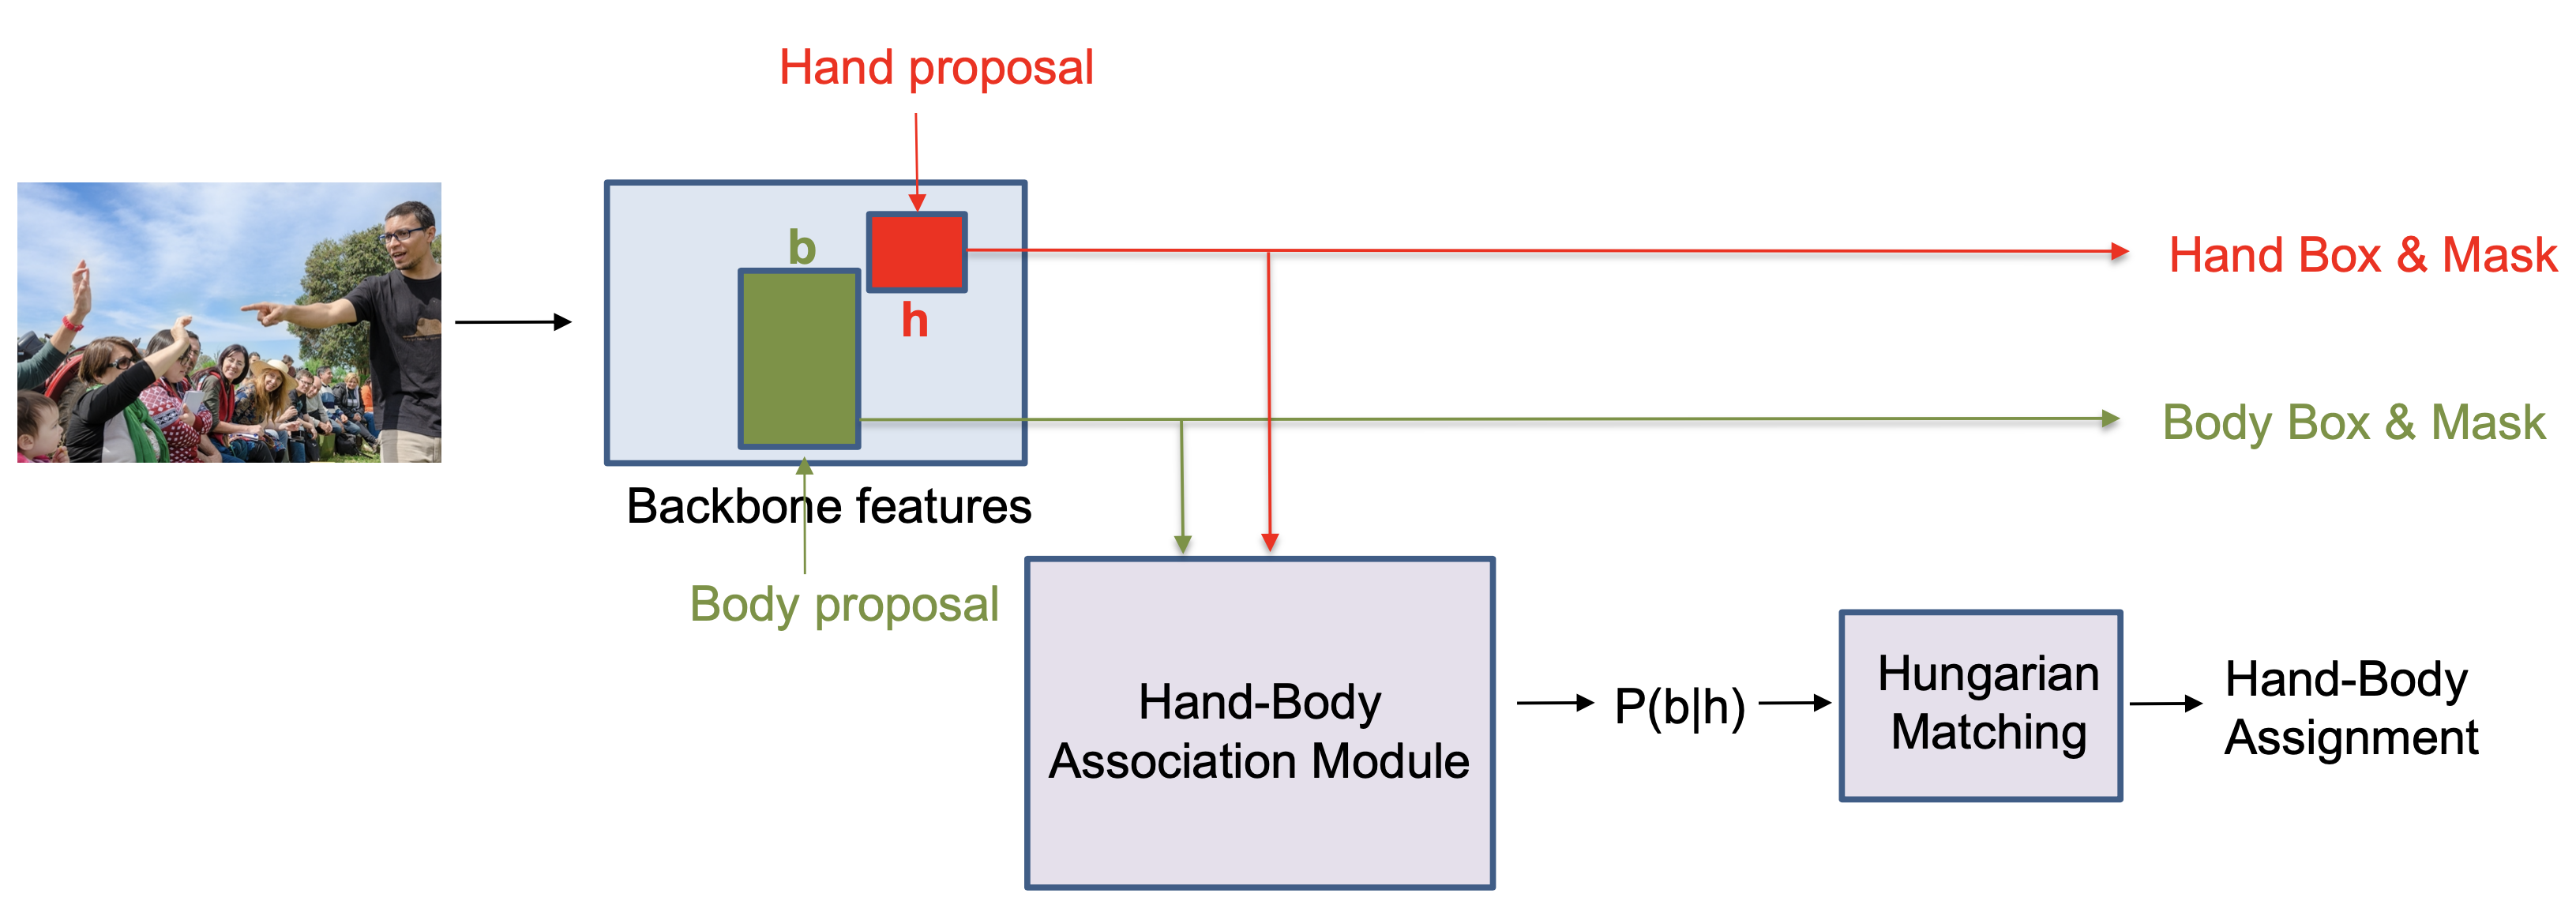 Hand proposal
b
h
Hand Box & Mask
Body Box & Mask
Backbone features
Body proposal
Hand-Body
Association Module
P(b|h)
Hungarian
Matching
Hand-Body
Assignment